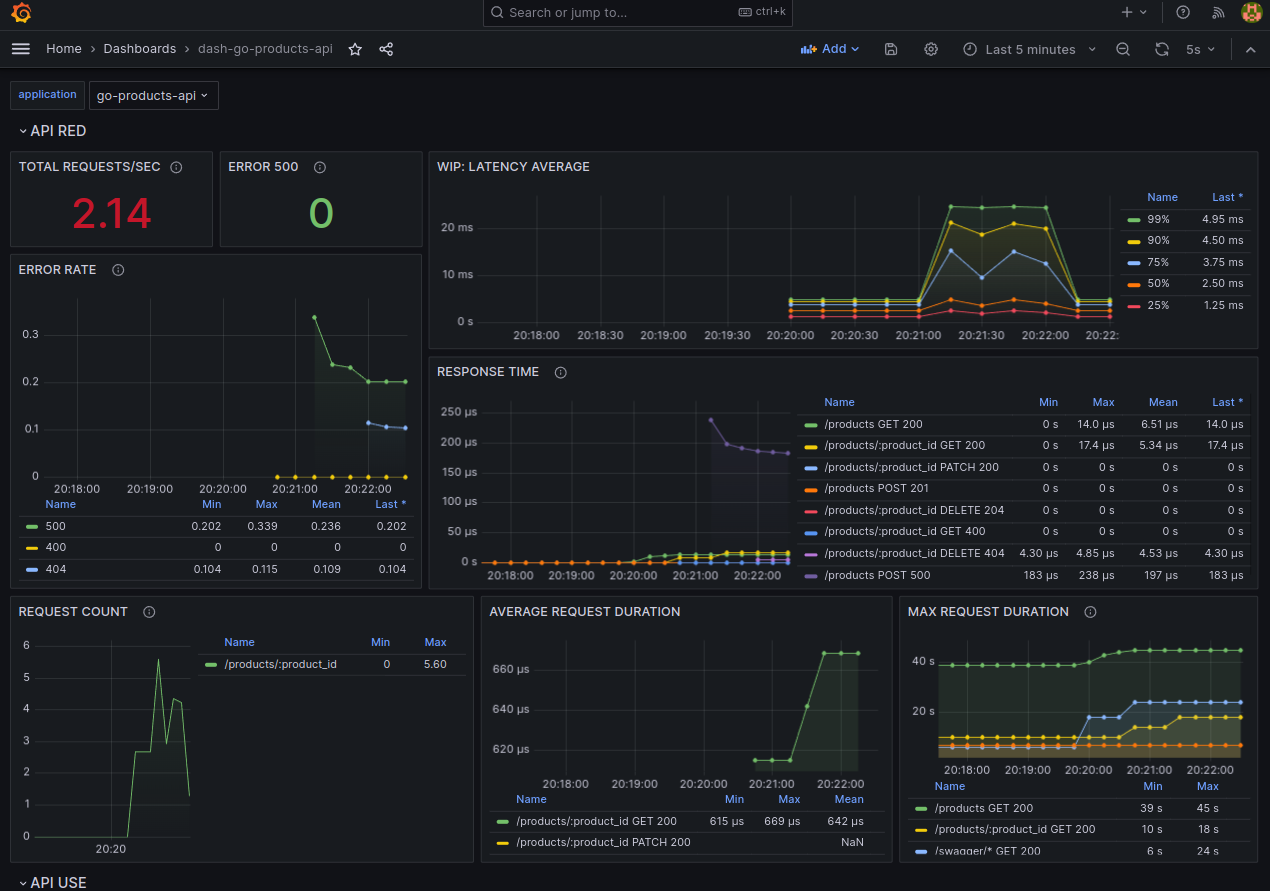 Search or jump to...
ctrl+k
Home › Dashboards › dash-go-products-api
Add
Last 5 minutes
5s
application
go-products-api
API RED
TOTAL REQUESTS/SEC
2.14
ERROR 500
0
WIP: LATENCY AVERAGE
20 ms
10 ms
0 s
20:18:00 20:18:30 20:19:00 20:19:30 20:20:00 20:20:30 20:21:00 20:21:30 20:22:00 20:22:
Name Last *
99% 4.95 ms
90% 4.50 ms
75% 3.75 ms
50% 2.50 ms
25% 1.25 ms
ERROR RATE
0.3
0.2
0.1
0
20:18:00 20:19:00 20:20:00 20:21:00 20:22:00
Name Min Max Mean Last *
500 0.202 0.339 0.236 0.202
400 0 0 0 0
404 0.104 0.115 0.109 0.104
RESPONSE TIME
250 µs
200 µs
150 µs
100 µs
50 µs
0 s
20:18:00 20:19:00 20:20:00 20:21:00 20:22:00
Name Min Max Mean Last *
/products GET 200 0 s 14.0 µs 6.51 µs 14.0 µs
/products/:product_id GET 200 0 s 17.4 µs 5.34 µs 17.4 µs
/products/:product_id PATCH 200 0 s 0 s 0 s 0 s
/products POST 201 0 s 0 s 0 s 0 s
/products/:product_id DELETE 204 0 s 0 s 0 s 0 s
/products/:product_id GET 400 0 s 0 s 0 s 0 s
/products/:product_id DELETE 404 4.30 µs 4.85 µs 4.53 µs 4.30 µs
/products POST 500 183 µs 238 µs 197 µs 183 µs
REQUEST COUNT
6
5
4
3
2
1
0
20:20
Name Min Max
/products/:product_id 0 5.60
AVERAGE REQUEST DURATION
660 µs
640 µs
620 µs
20:18:00 20:19:00 20:20:00 20:21:00 20:22:00
Name Min Max Mean
/products/:product_id GET 200 615 µs 669 µs 642 µs
/products/:product_id PATCH 200 NaN
MAX REQUEST DURATION
40 s
20 s
20:18:00 20:19:00 20:20:00 20:21:00 20:22:00
Name Min Max
/products GET 200 39 s 45 s
/products/:product_id GET 200 10 s 18 s
/swagger/* GET 200 6 s 24 s
API USE